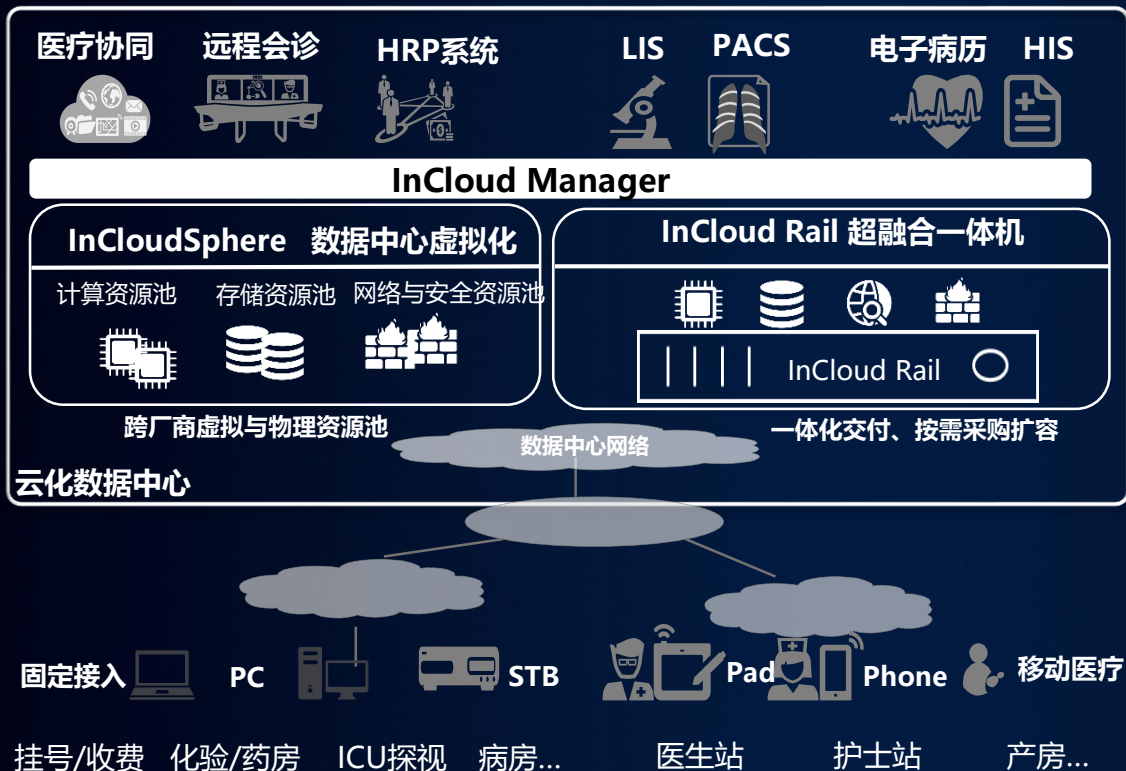 医疗协同 远程会诊 HRP系统 LIS PACS 电子病历 HIS
InCloud Manager
InCloudSphere 数据中心虚拟化
计算资源池 存储资源池 网络与安全资源池
跨厂商虚拟与物理资源池
InCloud Rail 超融合一体机
InCloud Rail
一体化交付、按需采购扩容
数据中心网络
云化数据中心
固定接入 PC STB Pad Phone 移动医疗
挂号/收费 化验/药房 ICU探视 病房... 医生站 护士站 产房...